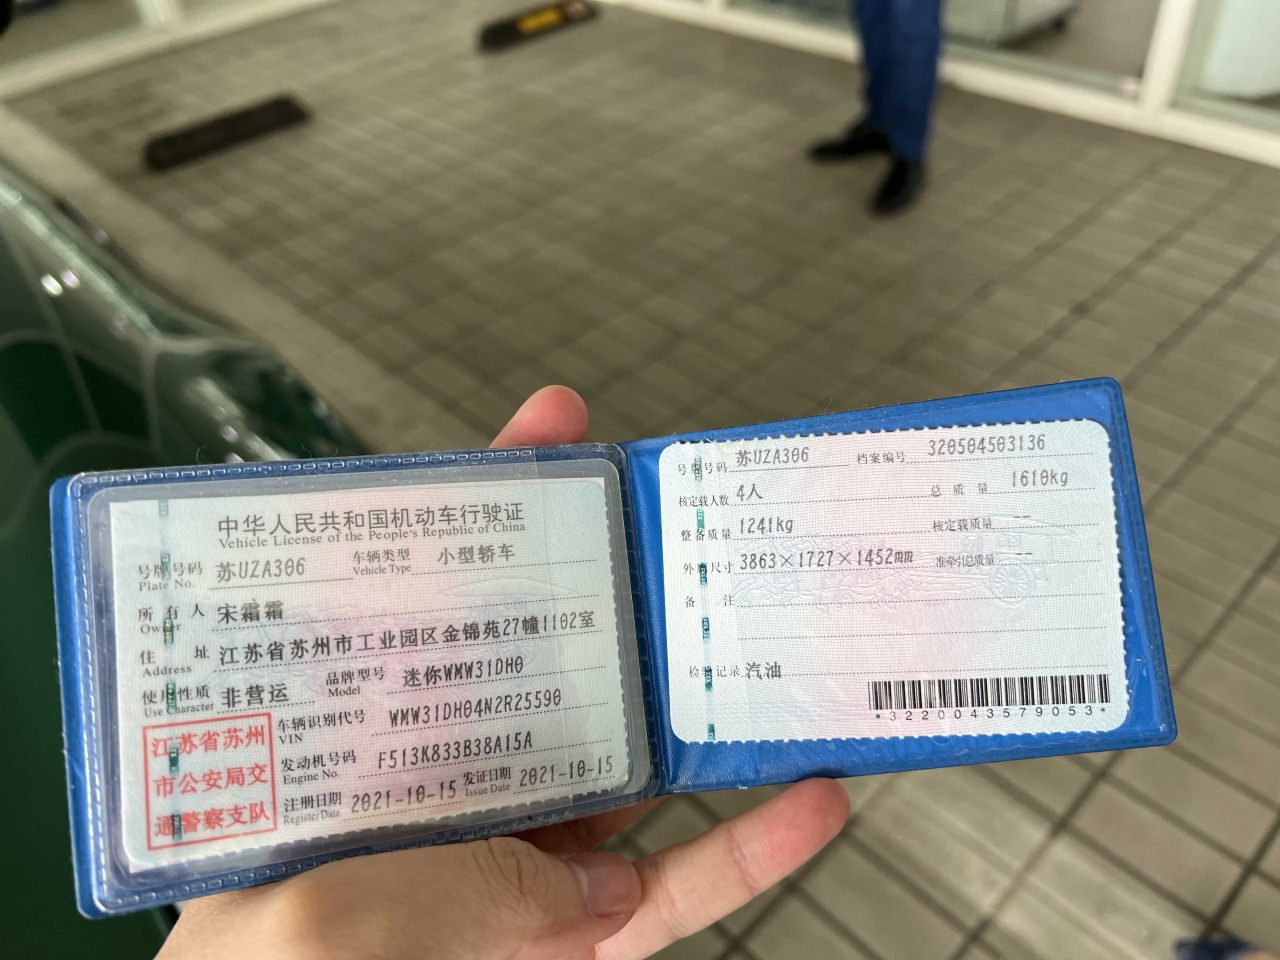 中华人民共和国机动车行驶证
Vehicle License of the People's Republic of China
号牌号码 苏UZA306 车辆类型 小型轿车
Plate No. Vehicle Type
所有人 宋霜霜
Owner
住址 江苏省苏州市工业园区金锦苑27幢1102室
Address
使用性质 非营运 品牌型号 迷你WMW31DH0
Use Character Model
江苏省苏州
市公安局交
通警察支队
车辆识别代号 WMW31DH04N2R25590
VIN
发动机号码 F513K833B38A15A
Engine No.
注册日期 2021-10-15 发证日期 2021-10-15
Register Date Issue Date
号牌号码 苏UZA306 档案编号 320504503136
核定载人数 4人 总质量 1610kg
整备质量 1241kg 核定载质量 --
外廓尺寸 3863×1727×1452mm 准牵引总质量 --
备注
检验记录 汽油
*3220043579053*